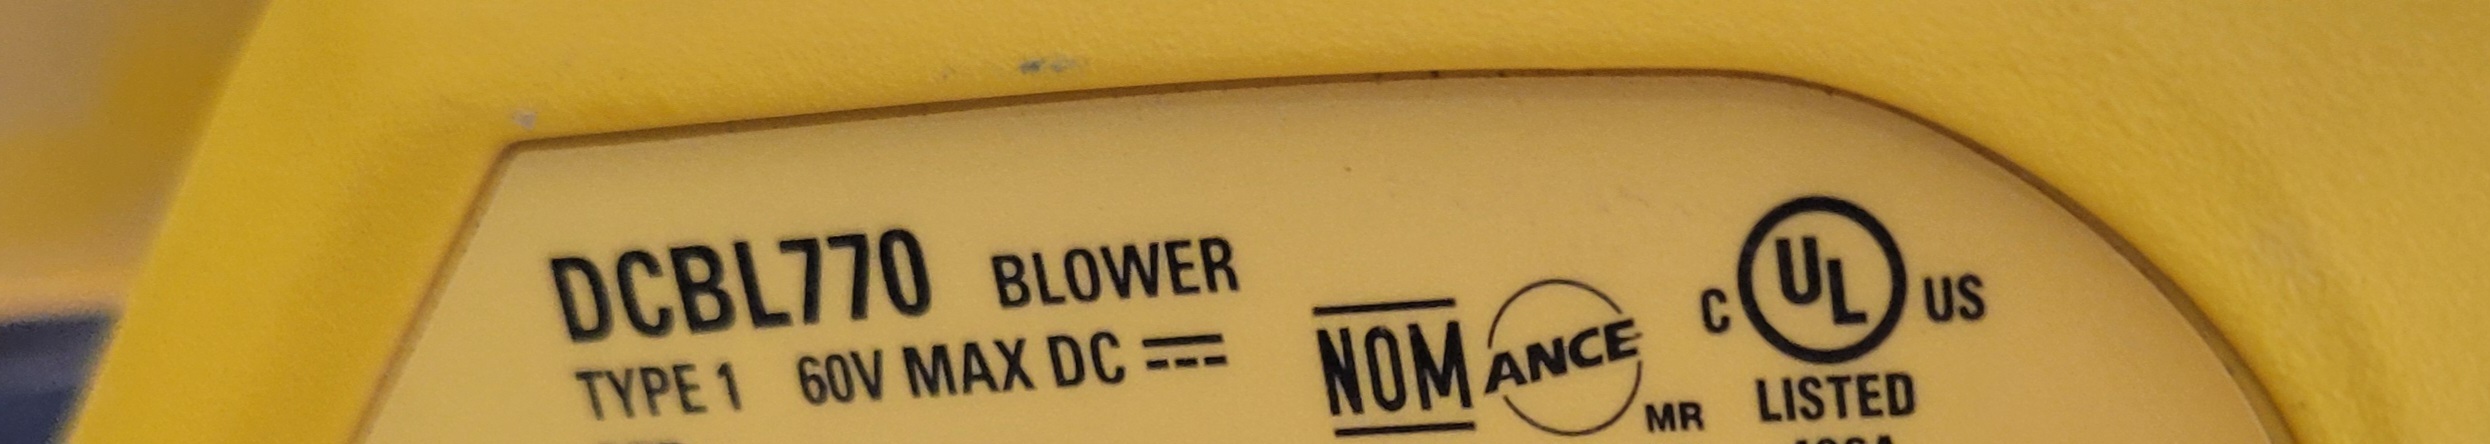 DCBL770 BLOWER
TYPE 1 60V MAX DC
NOM ANCE MR
C UL US
LISTED